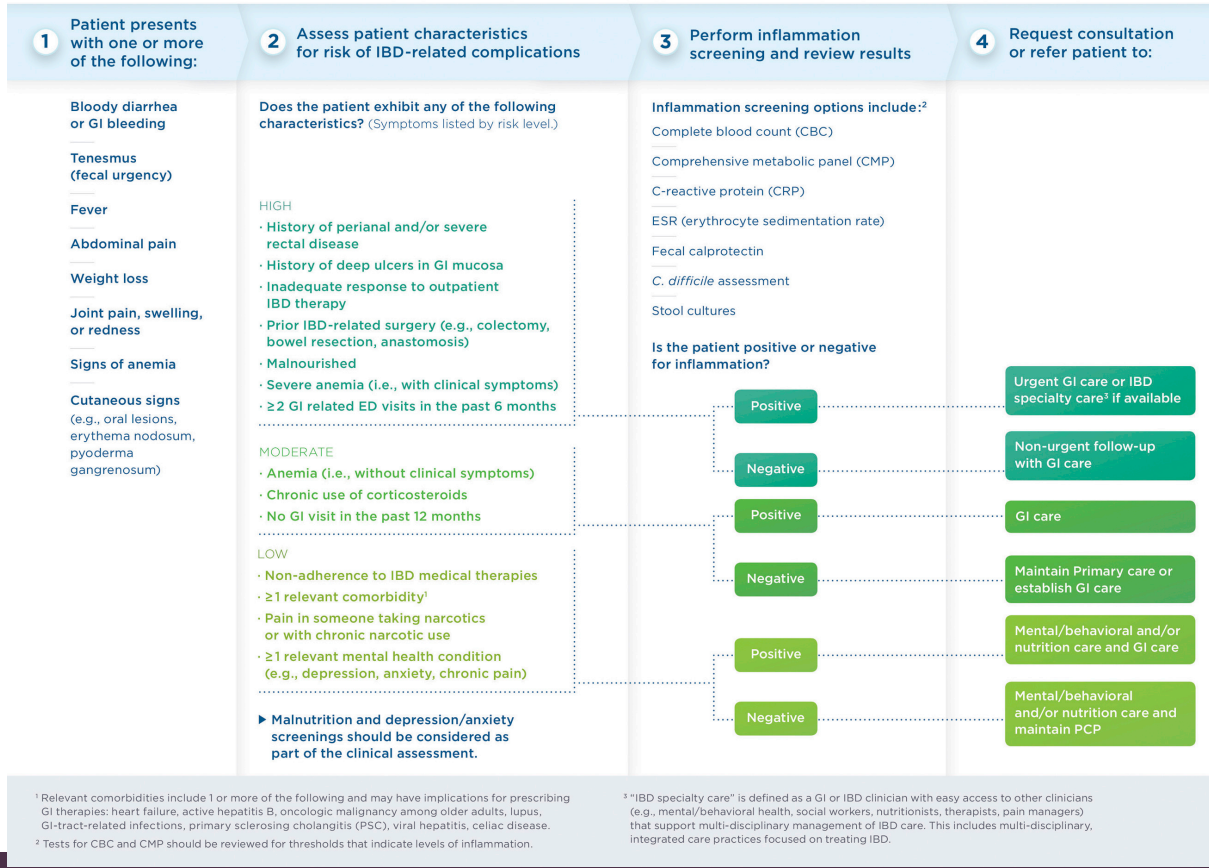 1
Patient presents
with one or more
of the following:
2
Assess patient characteristics
for risk of IBD-related complications
3
Perform inflammation
screening and review results
4
Request consultation
or refer patient to:
Bloody diarrhea
or GI bleeding
Tenesmus
(fecal urgency)
Fever
Abdominal pain
Weight loss
Joint pain, swelling,
or redness
Signs of anemia
Cutaneous signs
(e.g., oral lesions,
erythema nodosum,
pyoderma
gangrenosum)
Does the patient exhibit any of the following
characteristics? (Symptoms listed by risk level.)
HIGH
· History of perianal and/or severe
rectal disease
· History of deep ulcers in GI mucosa
· Inadequate response to outpatient
IBD therapy
· Prior IBD-related surgery (e.g., colectomy,
bowel resection, anastomosis)
· Malnourished
· Severe anemia (i.e., with clinical symptoms)
· ≥2 GI related ED visits in the past 6 months
MODERATE
· Anemia (i.e., without clinical symptoms)
· Chronic use of corticosteroids
· No GI visit in the past 12 months
LOW
· Non-adherence to IBD medical therapies
· ≥1 relevant comorbidity¹
· Pain in someone taking narcotics
or with chronic narcotic use
· ≥1 relevant mental health condition
(e.g., depression, anxiety, chronic pain)
▶ Malnutrition and depression/anxiety
screenings should be considered as
part of the clinical assessment.
Inflammation screening options include:²
Complete blood count (CBC)
Comprehensive metabolic panel (CMP)
C-reactive protein (CRP)
ESR (erythrocyte sedimentation rate)
Fecal calprotectin
C. difficile assessment
Stool cultures
Is the patient positive or negative
for inflammation?
Positive
Negative
Positive
Negative
Positive
Negative
Urgent GI care or IBD
specialty care³ if available
Non-urgent follow-up
with GI care
GI care
Maintain Primary care or
establish GI care
Mental/behavioral and/or
nutrition care and GI care
Mental/behavioral
and/or nutrition care and
maintain PCP
¹ Relevant comorbidities include 1 or more of the following and may have implications for prescribing
GI therapies: heart failure, active hepatitis B, oncologic malignancy among older adults, lupus,
GI-tract-related infections, primary sclerosing cholangitis (PSC), viral hepatitis, celiac disease.
² Tests for CBC and CMP should be reviewed for thresholds that indicate levels of inflammation.
³ "IBD specialty care" is defined as a GI or IBD clinician with easy access to other clinicians
(e.g., mental/behavioral health, social workers, nutritionists, therapists, pain managers)
that support multi-disciplinary management of IBD care. This includes multi-disciplinary,
integrated care practices focused on treating IBD.